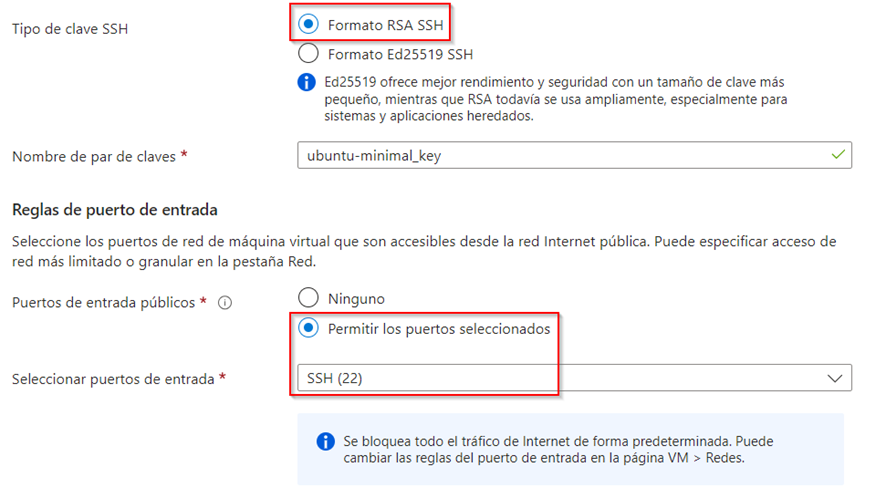 Tipo de clave SSH
Formato RSA SSH
Formato Ed25519 SSH
Ed25519 ofrece mejor rendimiento y seguridad con un tamaño de clave más
pequeño, mientras que RSA todavía se usa ampliamente, especialmente para
sistemas y aplicaciones heredados.
Nombre de par de claves *
ubuntu-minimal_key
Reglas de puerto de entrada
Seleccione los puertos de red de máquina virtual que son accesibles desde la red Internet pública. Puede especificar acceso de
red más limitado o granular en la pestaña Red.
Puertos de entrada públicos *
Ninguno
Permitir los puertos seleccionados
Seleccionar puertos de entrada *
SSH (22)
Se bloquea todo el tráfico de Internet de forma predeterminada. Puede
cambiar las reglas del puerto de entrada en la página VM > Redes.